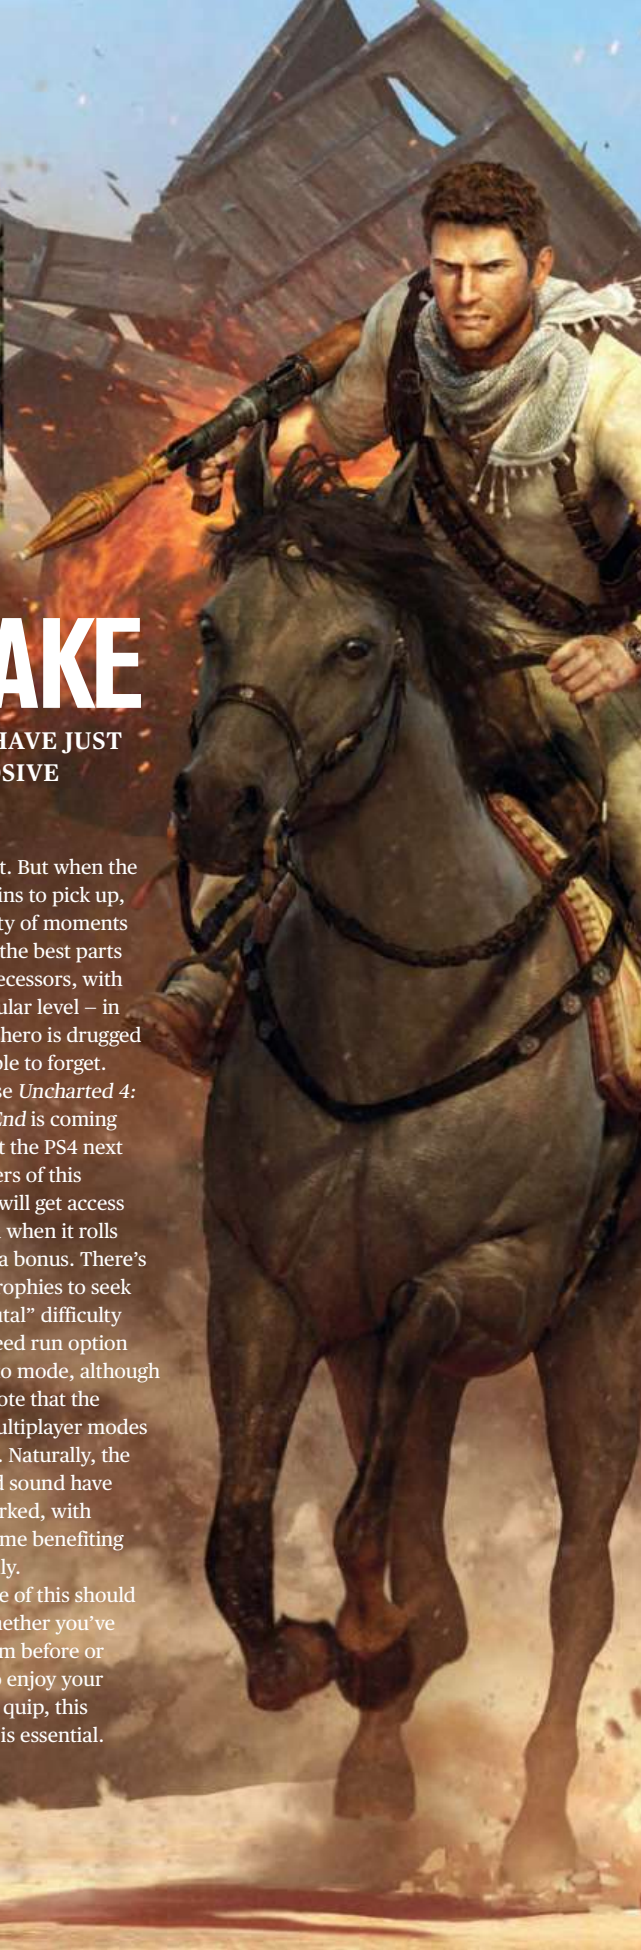 AKE
HAVE JUST
OSIVE
t. But when the
ins to pick up,
ty of moments
the best parts
ecessors, with
ular level – in
hero is drugged
ole to forget.
se Uncharted 4:
End is coming
t the PS4 next
ers of this
will get access
when it rolls
a bonus. There's
rophies to seek
utal” difficulty
eed run option
o mode, although
ote that the
ultiplayer modes
. Naturally, the
d sound have
rked, with
me benefiting
ly.
e of this should
hether you've
m before or
o enjoy your
quip, this
is essential.